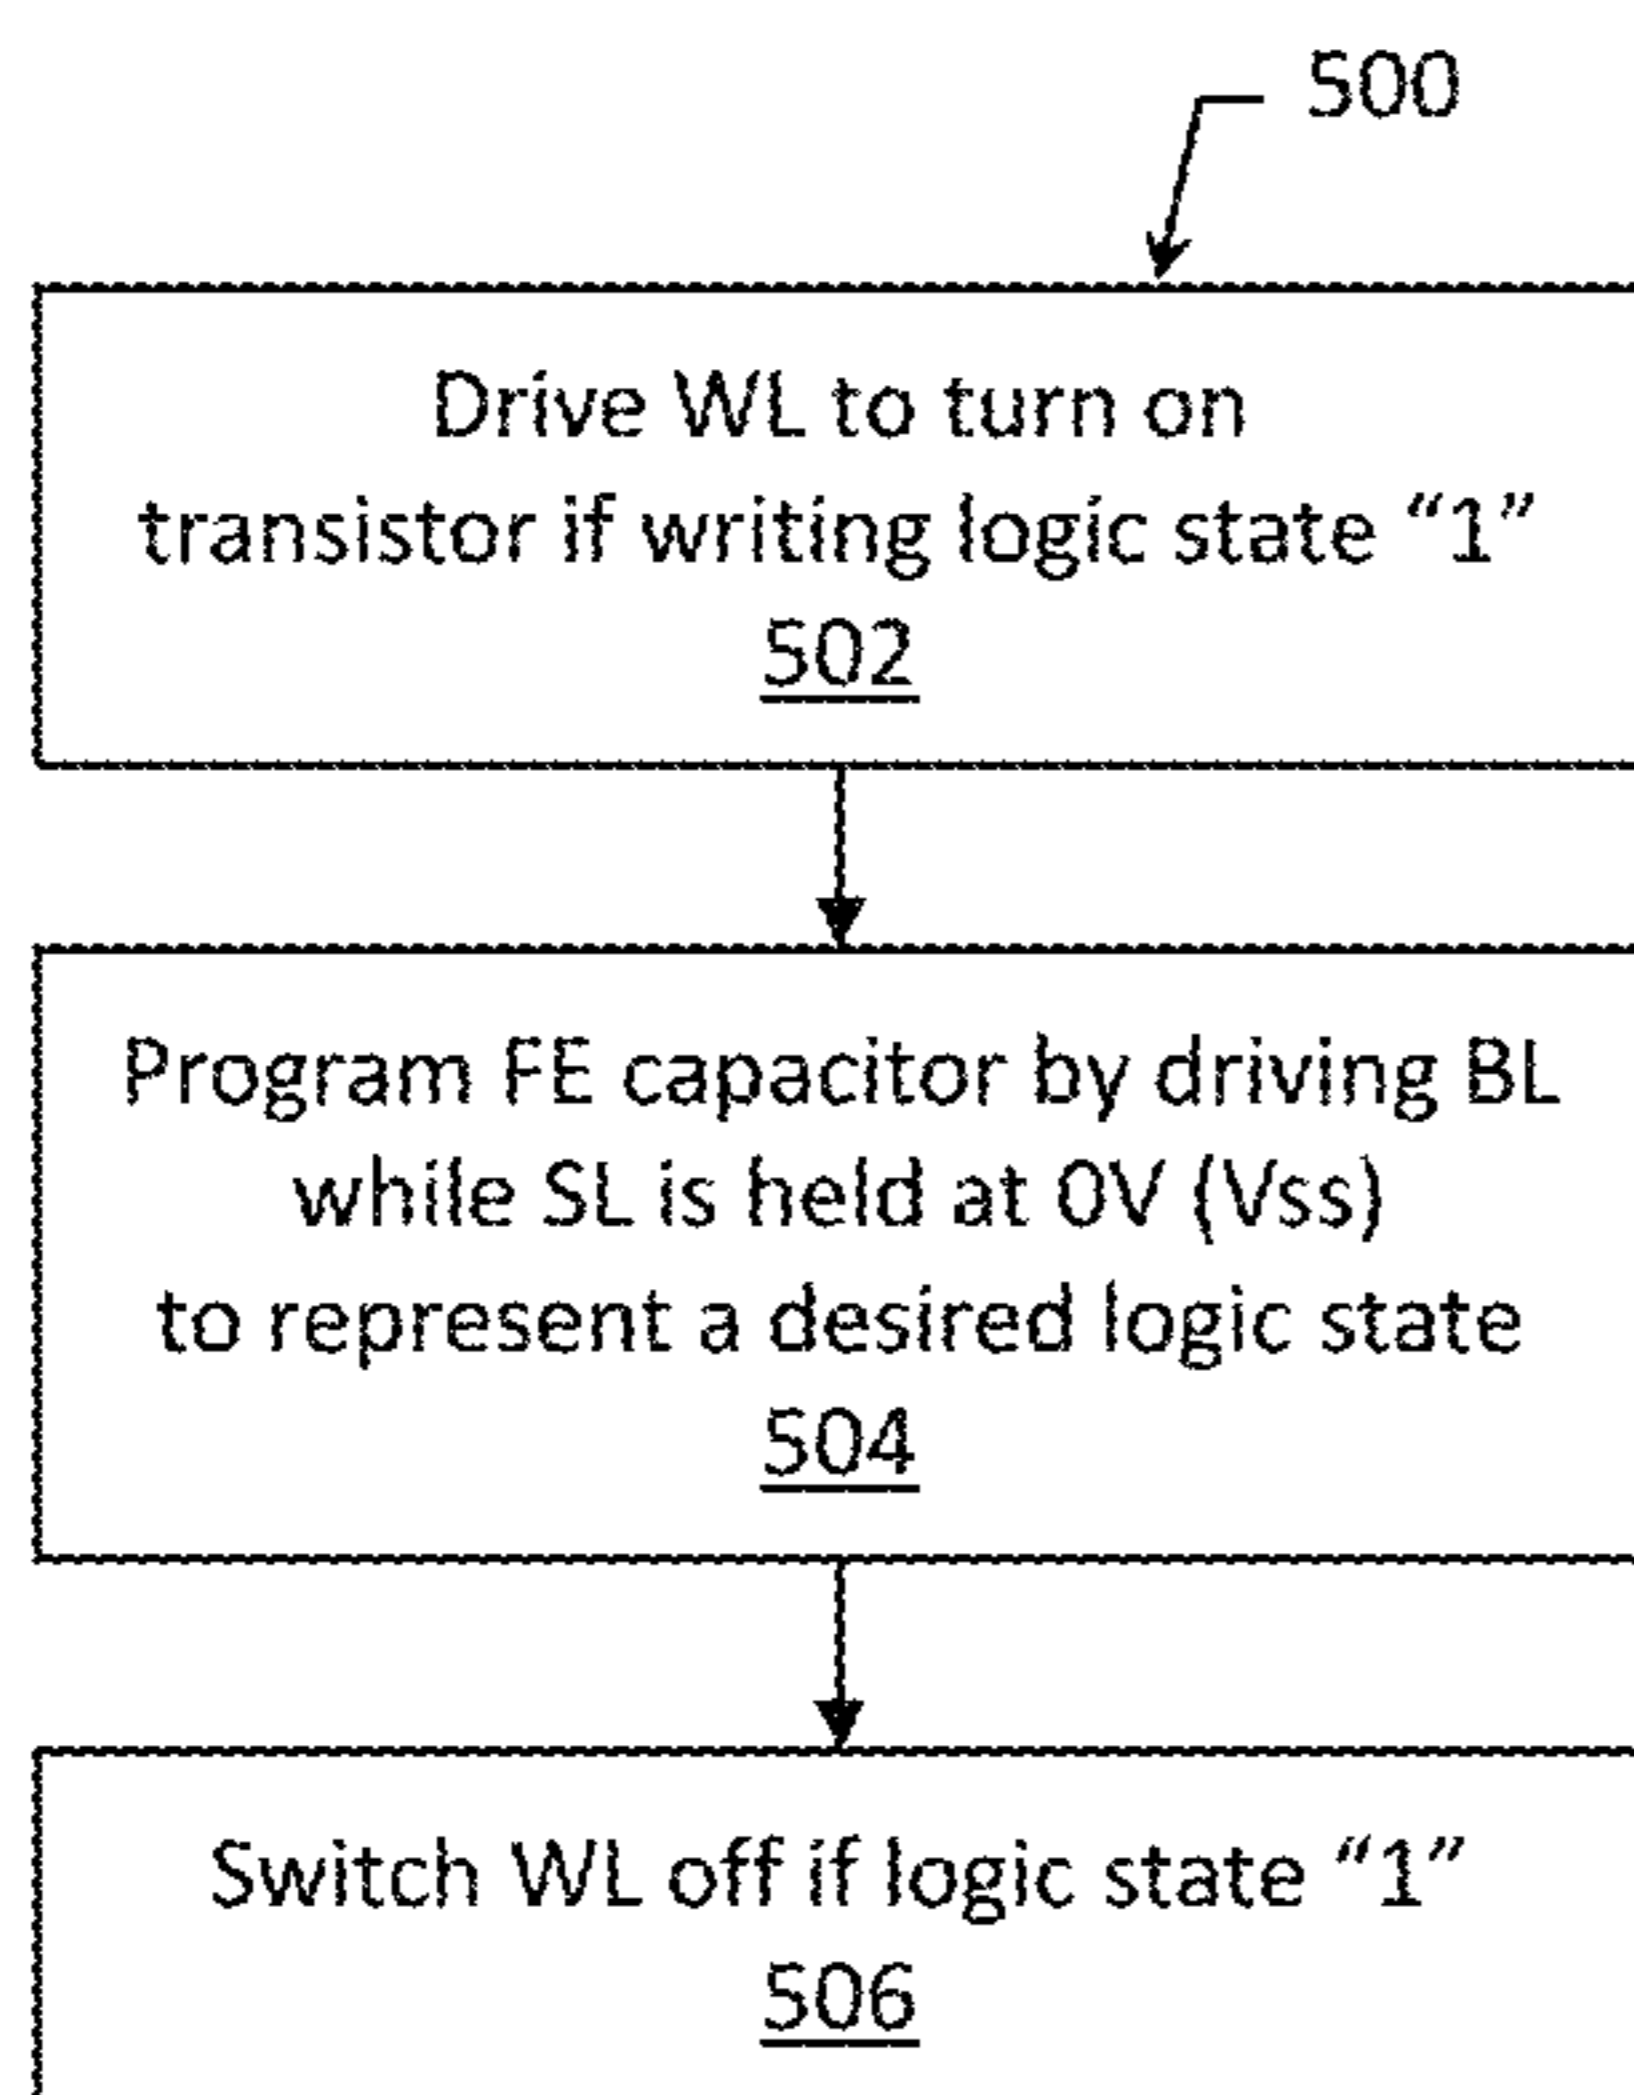 500
Drive WL to turn on
transistor if writing logic state “1”
502
Program FE capacitor by driving BL
while SL is held at 0V (Vss)
to represent a desired logic state
504
Switch WL off if logic state “1”
506